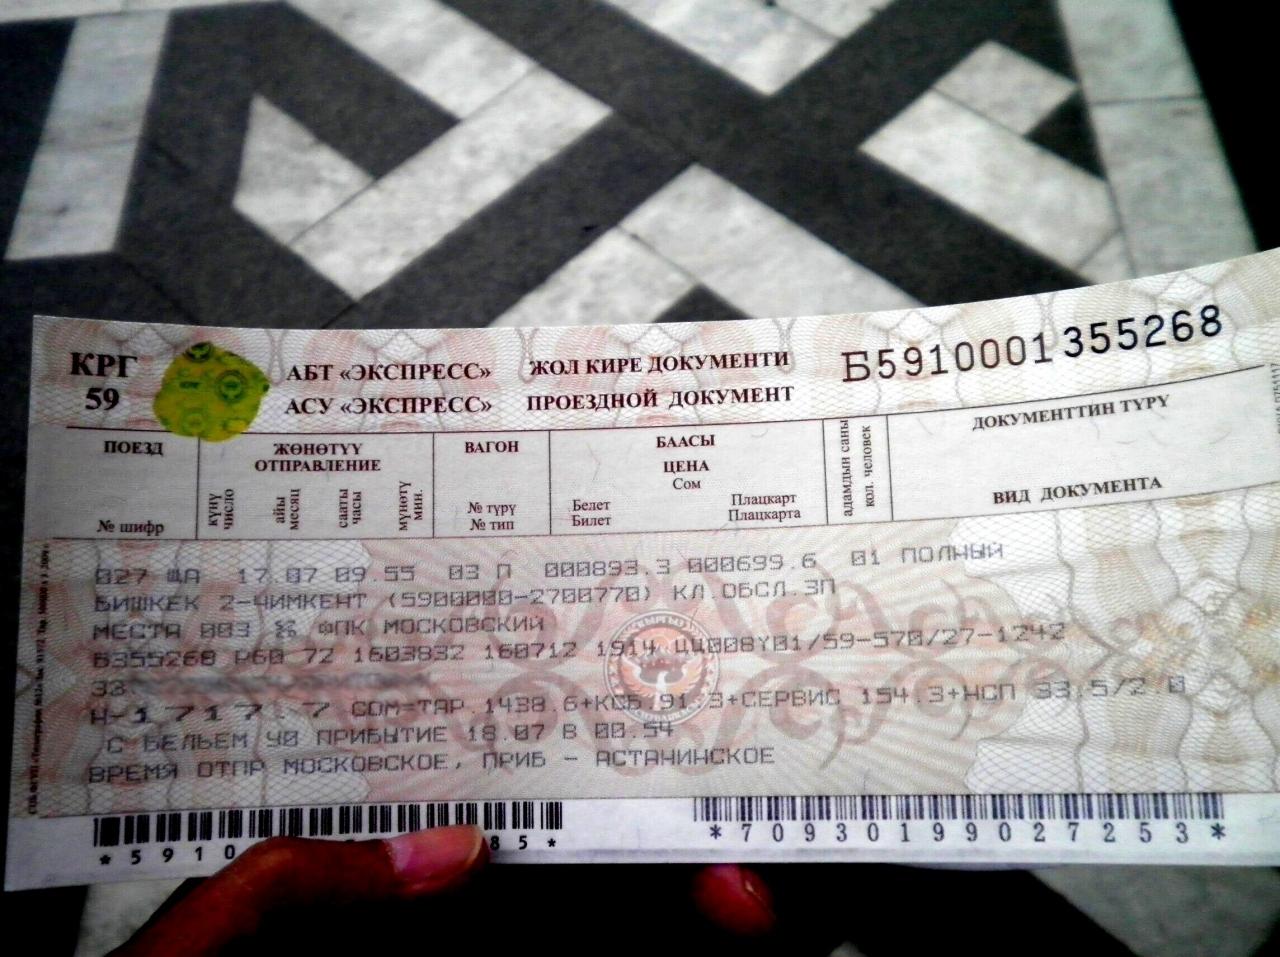 КРГ
59
АБТ «ЭКСПРЕСС» ЖОЛ КИРЕ ДОКУМЕНТИ
АСУ «ЭКСПРЕСС» ПРОЕЗДНОЙ ДОКУМЕНТ
Б5910001355268
ПОЕЗД
№ шифр
ЖӨНӨТҮҮ
ОТПРАВЛЕНИЕ
күнү
число
айы
месяц
сааты
часы
мүнөтү
мин.
ВАГОН
№ түрү
№ тип
БААСЫ
ЦЕНА
Сом
Белет Плацкарт
Билет Плацкарта
адамдын саны
кол. человек
ДОКУМЕНТТИН ТҮРҮ
ВИД ДОКУМЕНТА
027 ЩА 17.07 09.55 03 П 000893.3 000699.6 01 ПОЛНЫЙ
БИШКЕК 2-ЧИМКЕНТ (5900000-2700770) КЛ.ОБСЛ.3П
МЕСТА 003 ФПК МОСКОВСКИЙ
Б355268 Р60 72 1603832 160712 1914 ЦЦ008Y01/59-570/27-1242
33
Н-1717.7 СОМ=ТАР.1438.6+КСБ.91.3+СЕРВИС 154.3+НСП 33.5/2.0
С БЕЛЬЕМ У0 ПРИБЫТИЕ 18.07 В 00.54
ВРЕМЯ ОТПР МОСКОВСКОЕ, ПРИБ - АСТАНИНСКОЕ
*5910 85*
*70930199027253*